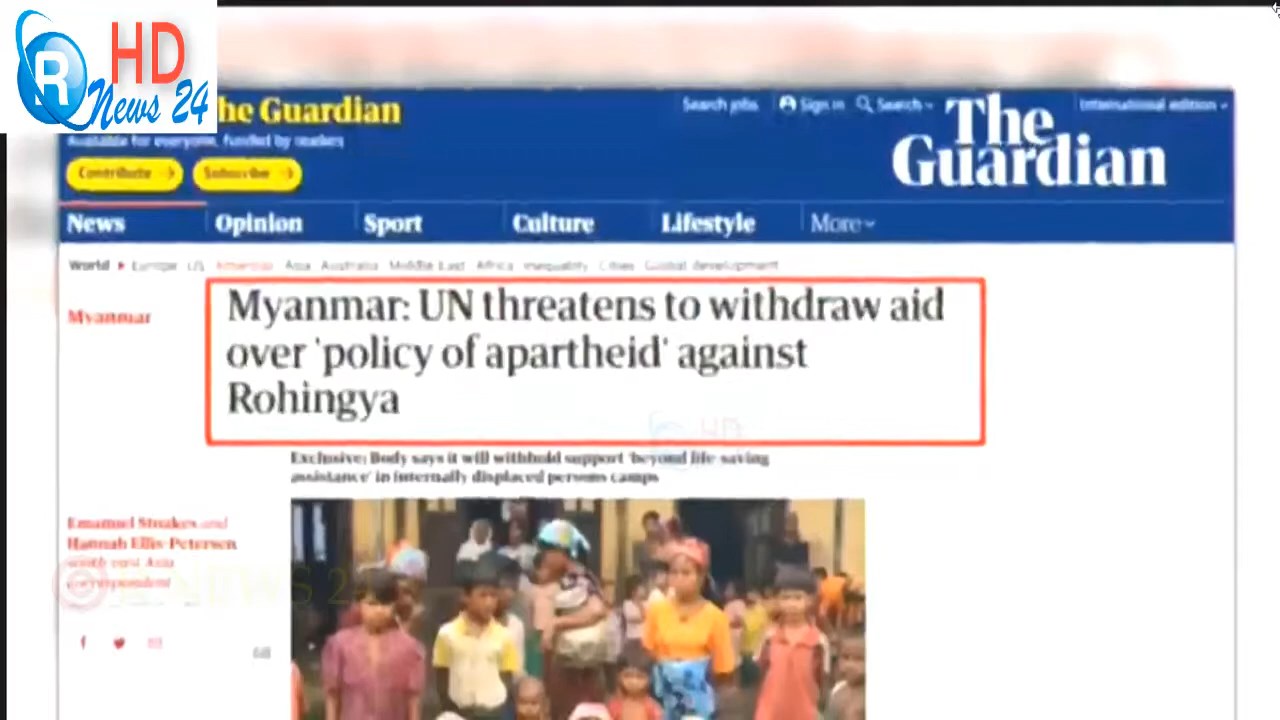 HD
R
News 24
The Guardian
Search jobs
Sign in
Search
International edition
The
Guardian
Available for everyone, funded by readers
Contribute →
Subscribe →
News
Opinion
Sport
Culture
Lifestyle
More
World
Europe
US
Americas
Asia
Australia
Middle East
Africa
Inequality
Cities
Global development
Myanmar
Myanmar: UN threatens to withdraw aid
over 'policy of apartheid' against
Rohingya
HD
Exclusive: Body says it will withhold support 'beyond life-saving
assistance' in internally displaced persons camps
Emanuel Stoakes and
Hannah Ellis-Petersen
south east Asia
correspondent
R NEWS 24
68